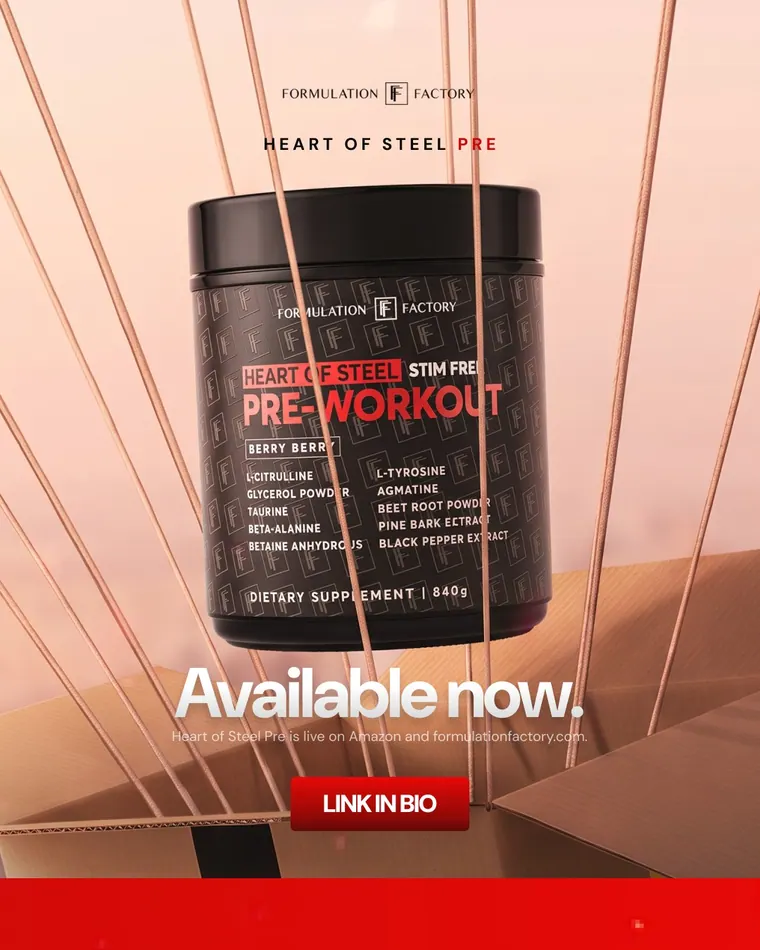 FORMULATION FF FACTORY
HEART OF STEEL PRE
FORMULATION FF FACTORY
HEART OF STEEL STIM FREE
PRE-WORKOUT
BERRY BERRY
L-CITRULLINE
GLYCEROL POWDER
TAURINE
BETA-ALANINE
BETAINE ANHYDROUS
L-TYROSINE
AGMATINE
BEET ROOT POWDER
PINE BARK ECTRACT
BLACK PEPPER EXTRACT
DIETARY SUPPLEMENT | 840g
Available now.
Heart of Steel Pre is live on Amazon and formulationfactory.com.
LINK IN BIO